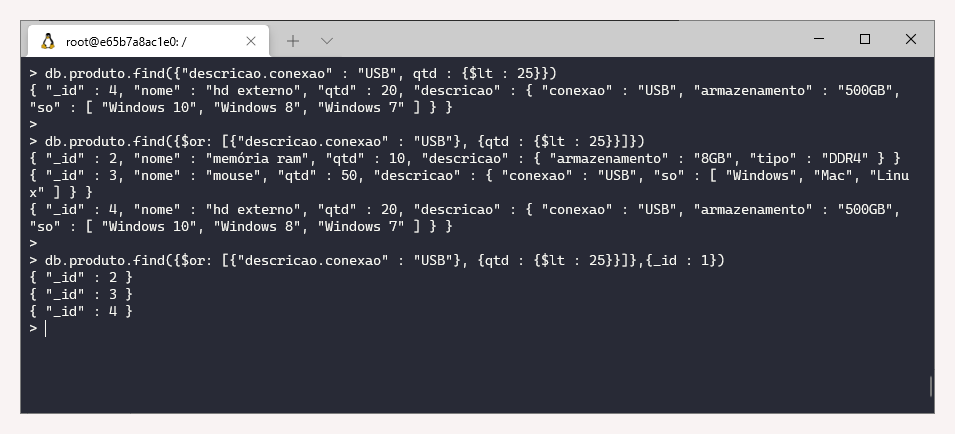 root@e65b7a8ac1e0: /
> db.produto.find({"descricao.conexao" : "USB", qtd : {$lt : 25}})
{ "_id" : 4, "nome" : "hd externo", "qtd" : 20, "descricao" : { "conexao" : "USB", "armazenamento" : "500GB",
"so" : [ "Windows 10", "Windows 8", "Windows 7" ] } }
>
> db.produto.find({$or: [{"descricao.conexao" : "USB"}, {qtd : {$lt : 25}}]})
{ "_id" : 2, "nome" : "memória ram", "qtd" : 10, "descricao" : { "armazenamento" : "8GB", "tipo" : "DDR4" } }
{ "_id" : 3, "nome" : "mouse", "qtd" : 50, "descricao" : { "conexao" : "USB", "so" : [ "Windows", "Mac", "Linu
x" ] } }
{ "_id" : 4, "nome" : "hd externo", "qtd" : 20, "descricao" : { "conexao" : "USB", "armazenamento" : "500GB",
"so" : [ "Windows 10", "Windows 8", "Windows 7" ] } }
>
> db.produto.find({$or: [{"descricao.conexao" : "USB"}, {qtd : {$lt : 25}}]},{_id : 1})
{ "_id" : 2 }
{ "_id" : 3 }
{ "_id" : 4 }
>